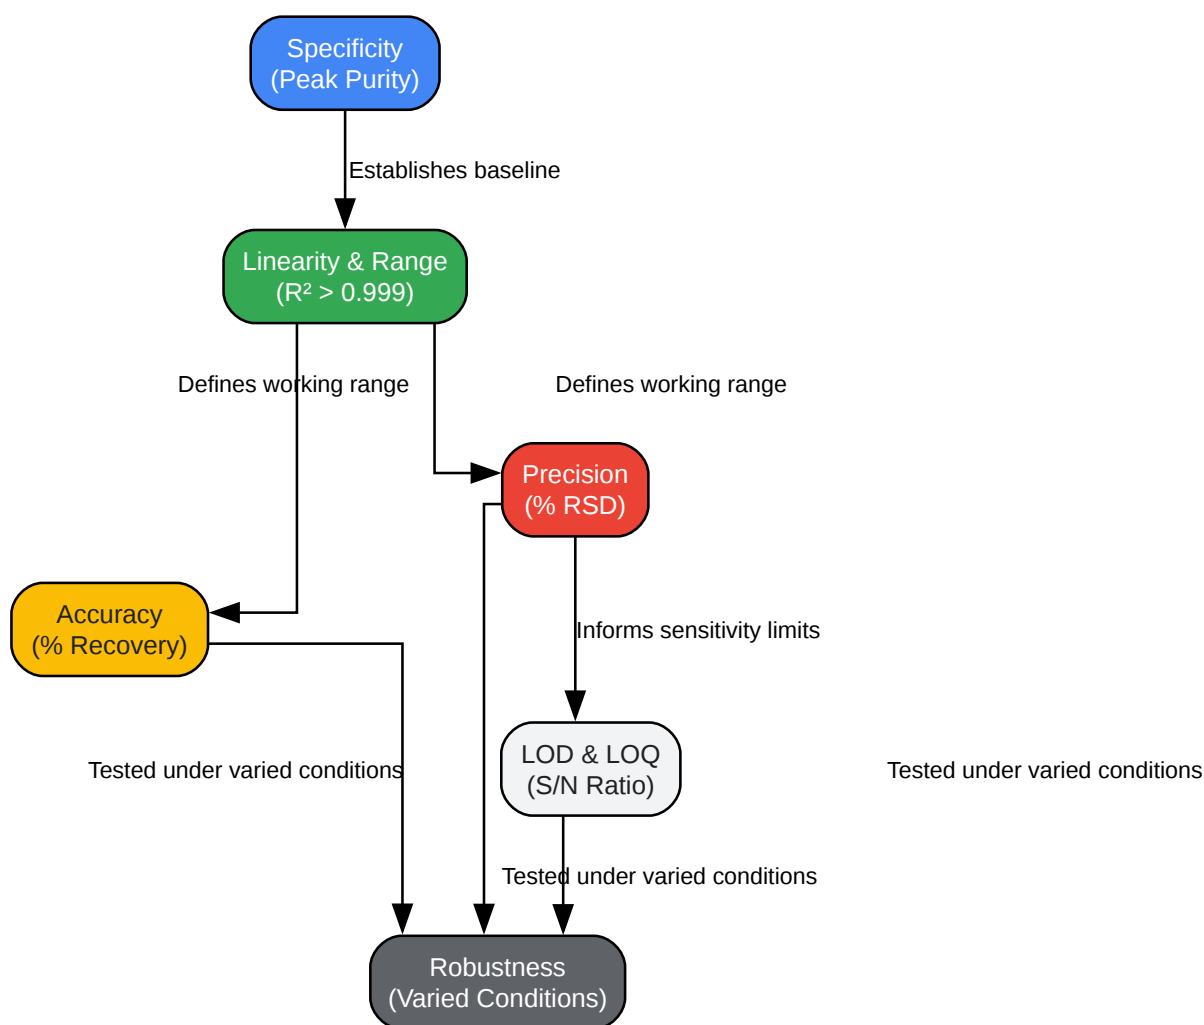 Specificity
(Peak Purity)
Establishes baseline
Linearity & Range
(R² > 0.999)
Defines working range
Defines working range
Precision
(% RSD)
Accuracy
(% Recovery)
Informs sensitivity limits
LOD & LOQ
(S/N Ratio)
Tested under varied conditions
Tested under varied conditions
Tested under varied conditions
Robustness
(Varied Conditions)